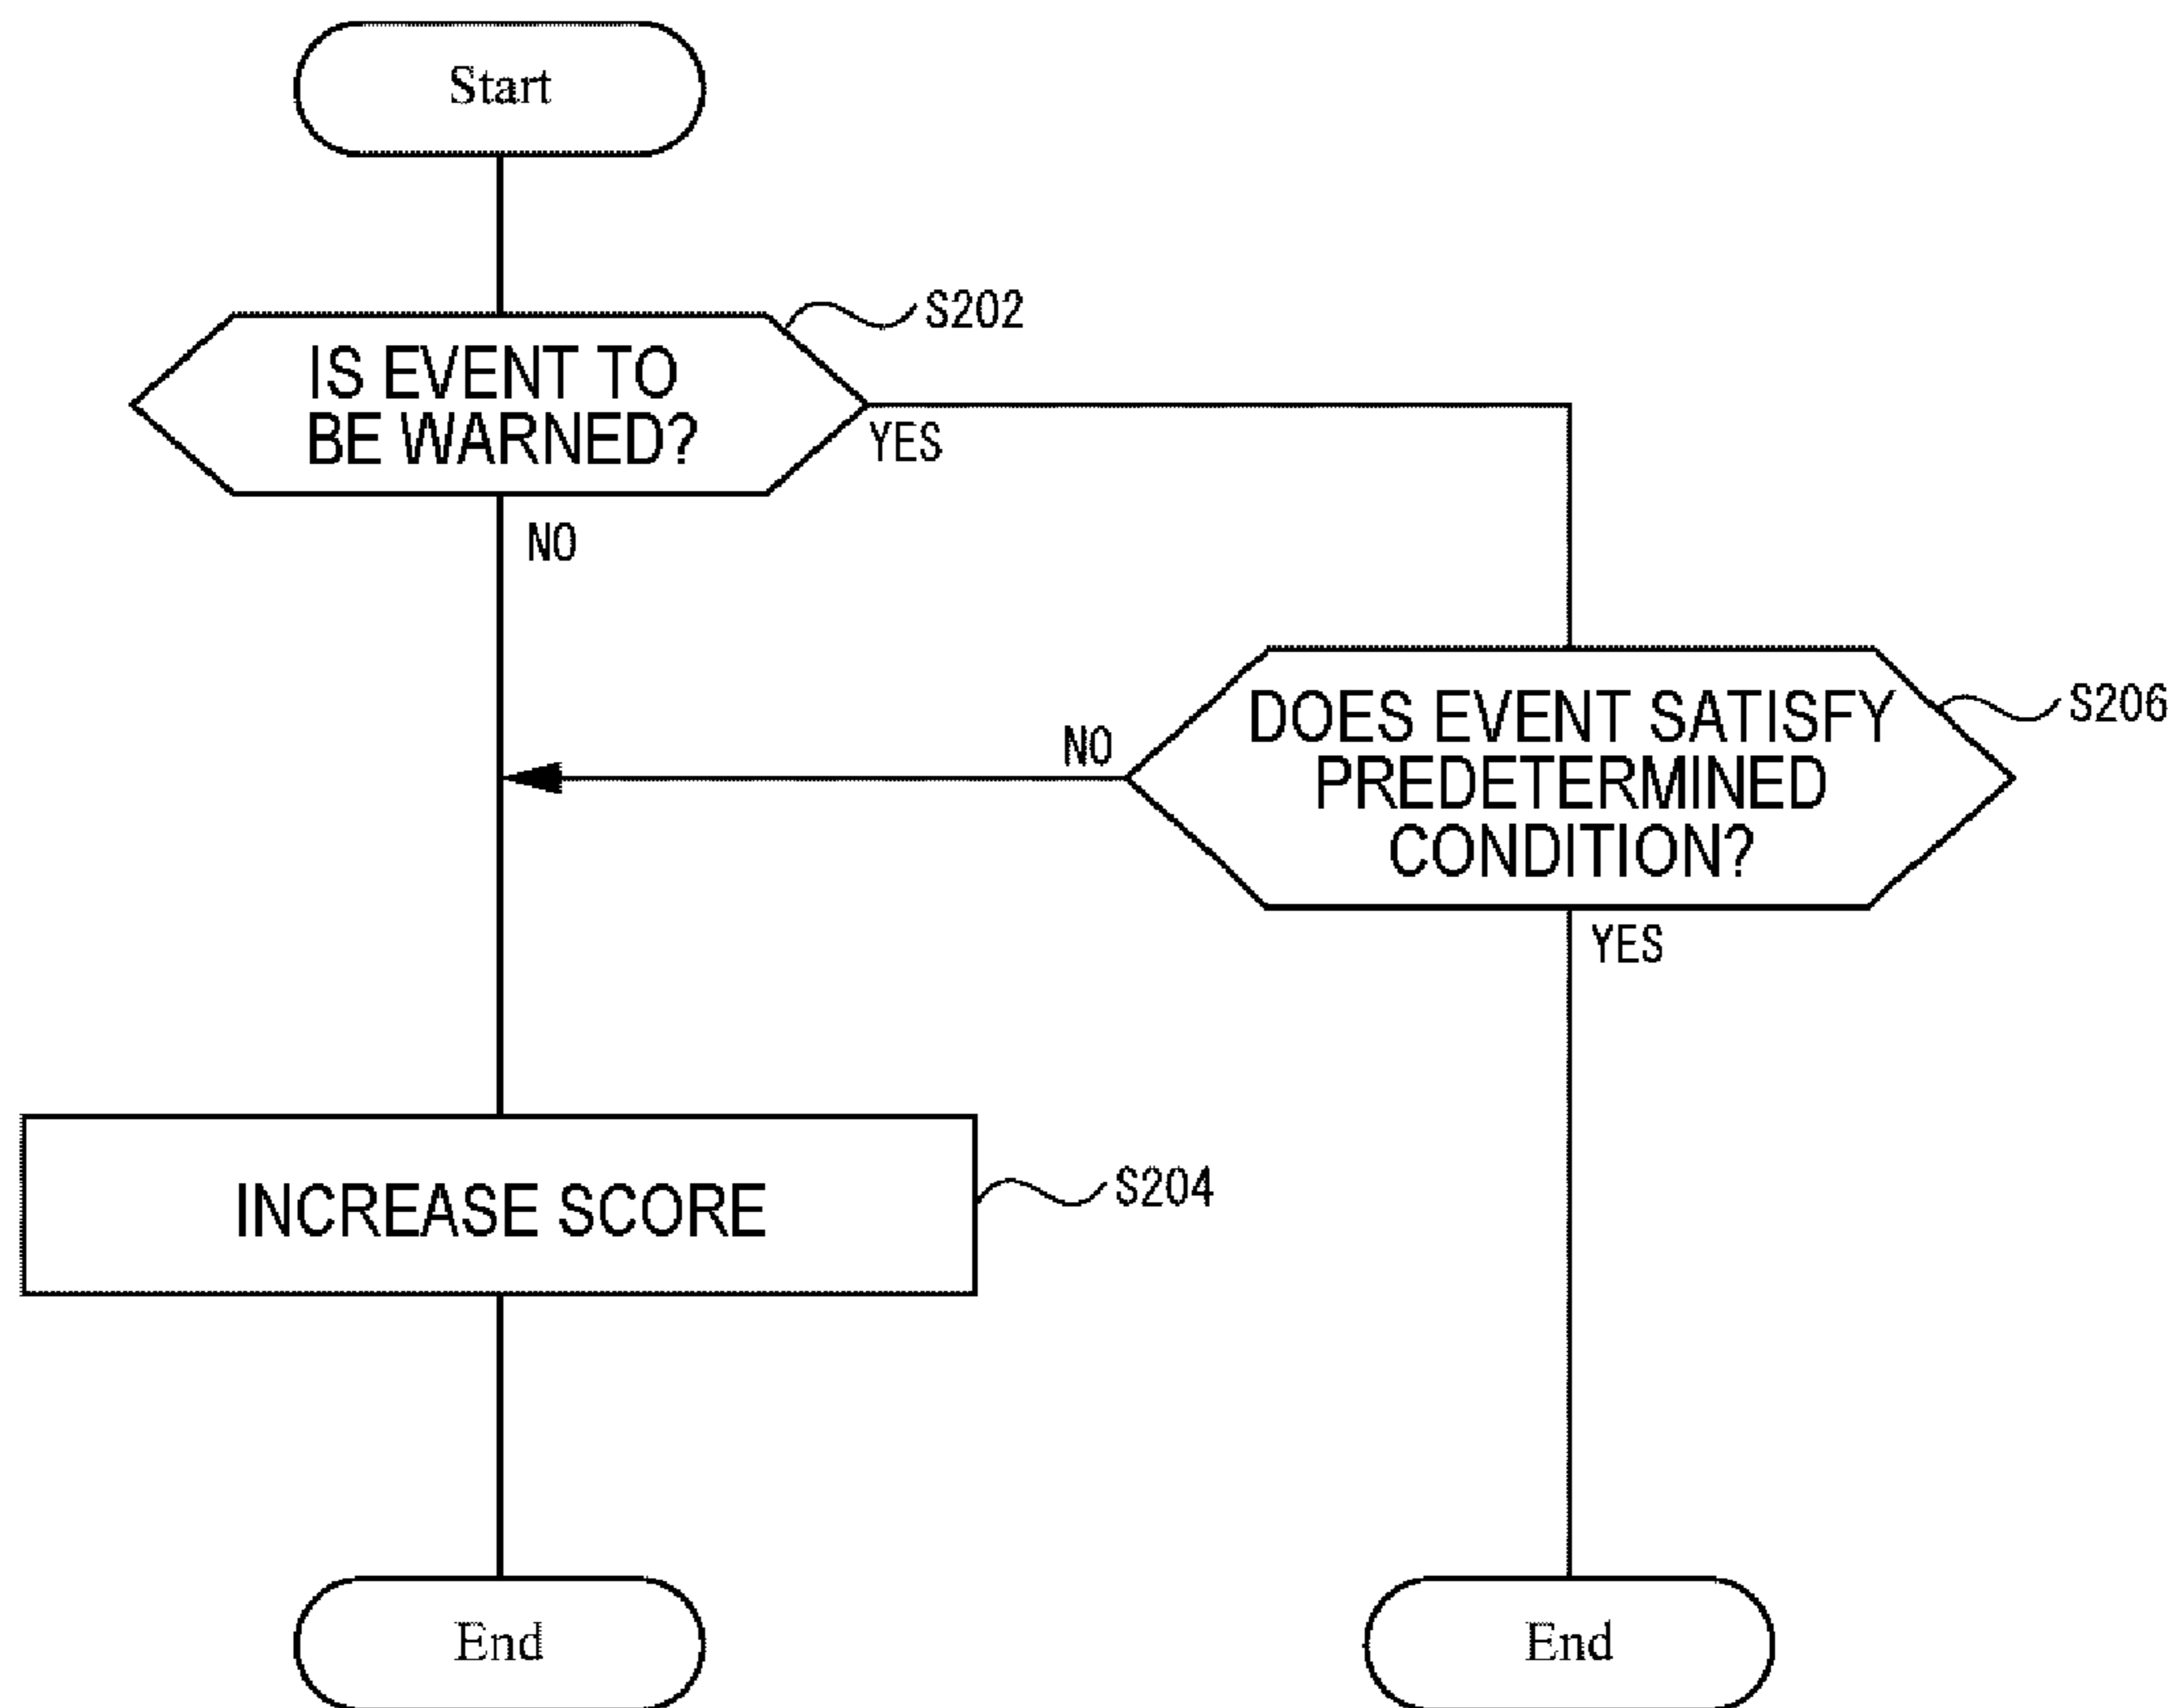 Start
S202
IS EVENT TO
BE WARNED?
YES
NO
S206
DOES EVENT SATISFY
PREDETERMINED
CONDITION?
NO
YES
INCREASE SCORE
S204
End
End